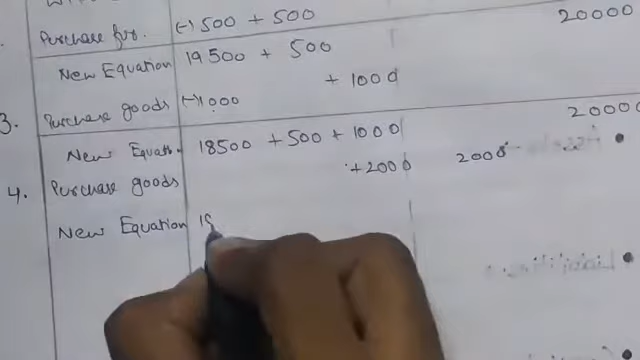 Purchase fur. (-) 500 + 500 20000
New Equation 19500 + 500
3. Purchase goods (-) 1000 + 1000
New Equatn. 18500 + 500 + 1000 20000
4. Purchase goods + 2000 2000
New Equation 18